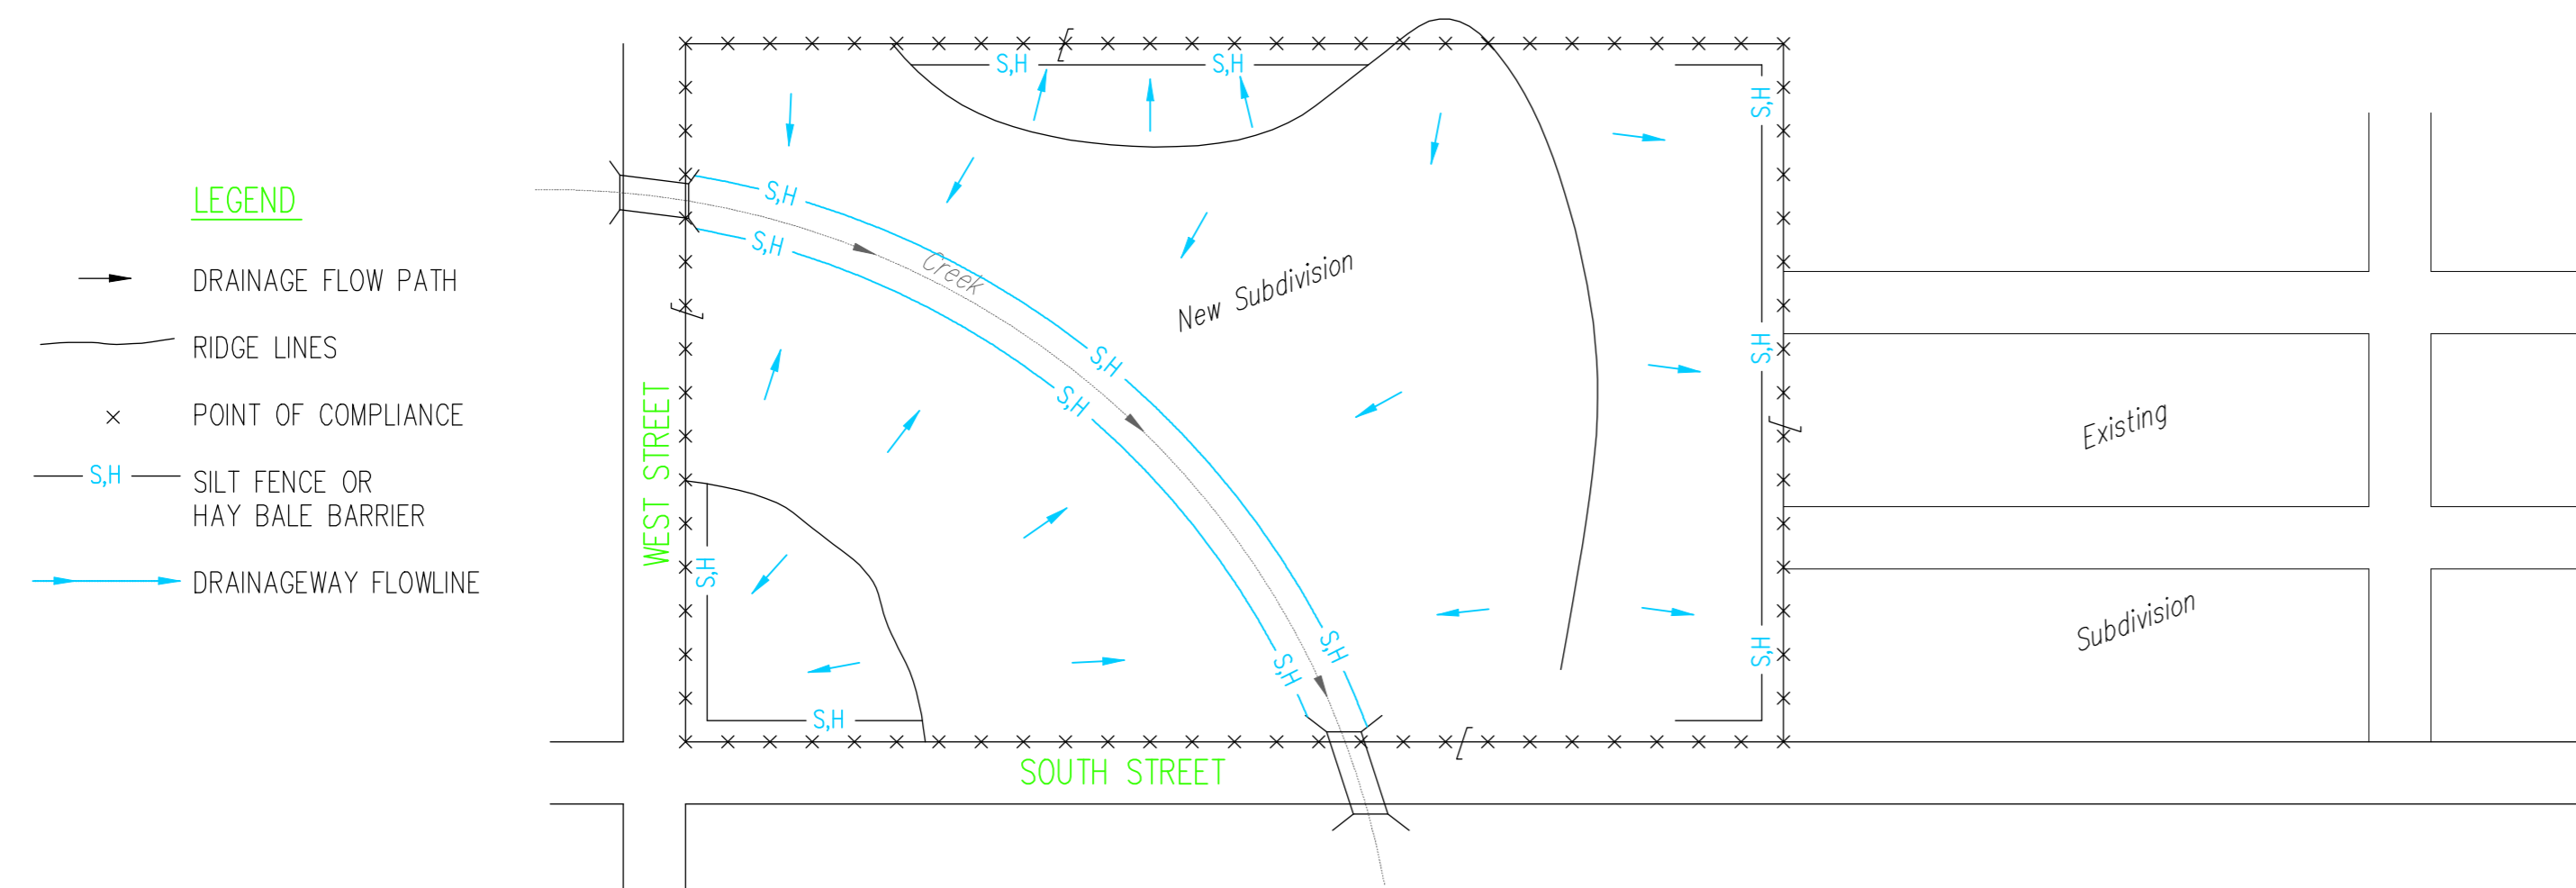 LEGEND
DRAINAGE FLOW PATH
RIDGE LINES
POINT OF COMPLIANCE
S,H
SILT FENCE OR
HAY BALE BARRIER
DRAINAGEWAY FLOWLINE
S,H
S,H
S,H
S,H
S,H
Creek
New Subdivision
S,H
S,H
S,H
WEST STREET
Existing
S,H
Subdivision
S,H
S,H
S,H
S,H
SOUTH STREET